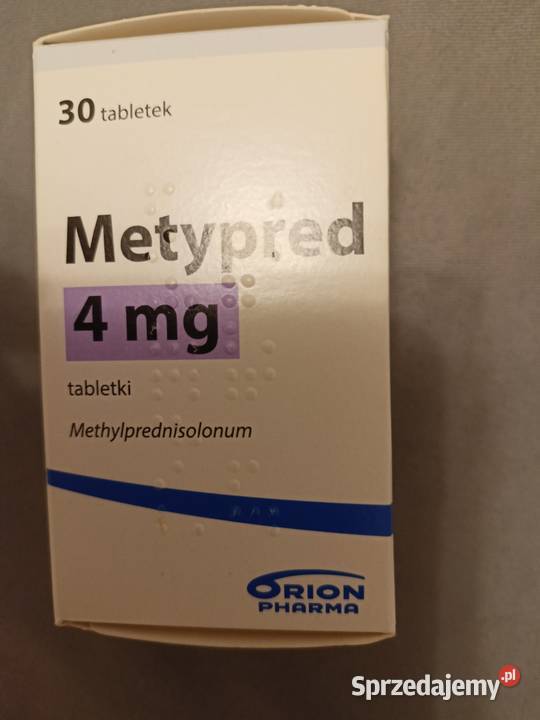 30 tabletek
Metypred
4 mg
tabletki
Methylprednisolonum
ORION
PHARMA
Sprzedajemy.pl